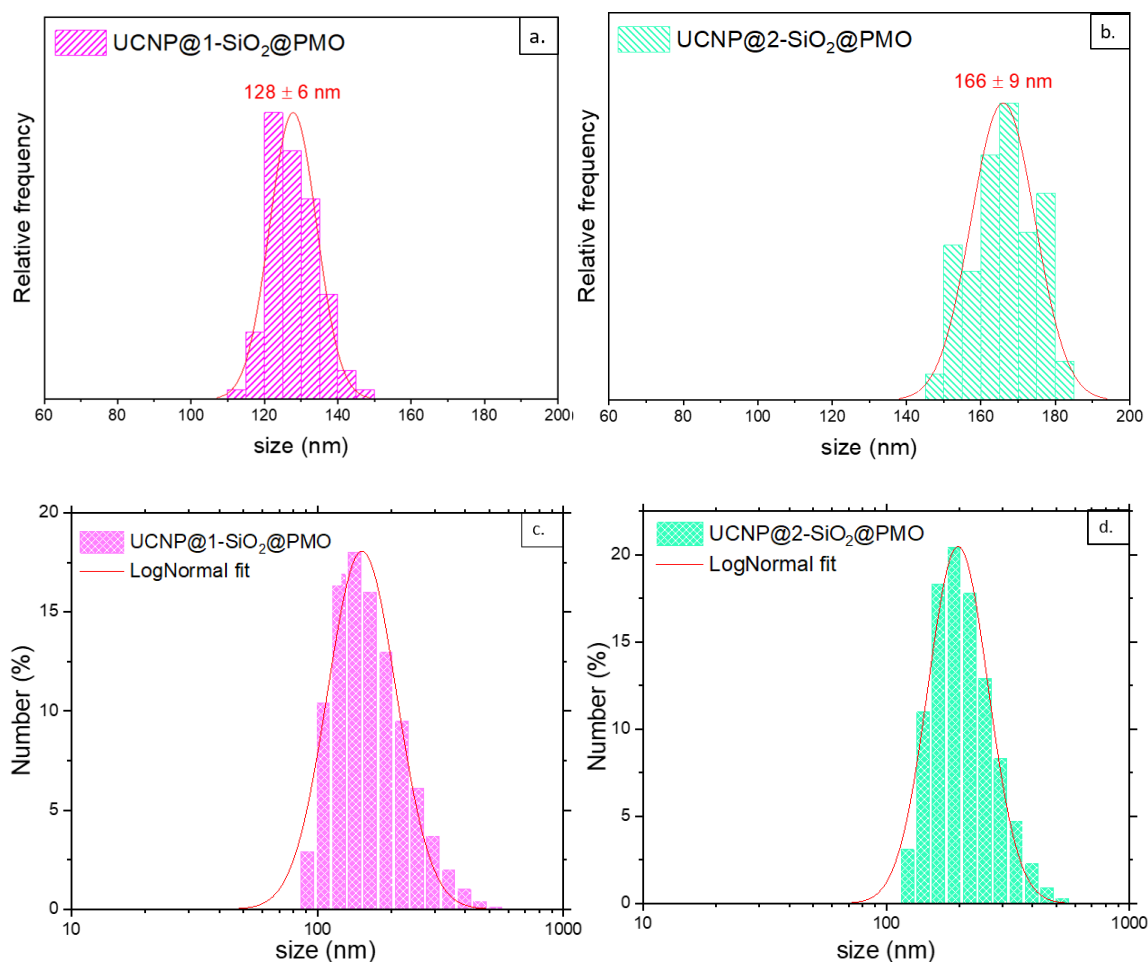 UCNP@1-SiO₂@PMO
a.
128 ± 6 nm
Relative frequency
60 80 100 120 140 160 180 200
size (nm)
UCNP@2-SiO₂@PMO
b.
166 ± 9 nm
Relative frequency
60 80 100 120 140 160 180 200
size (nm)
20
15
10
5
0
UCNP@1-SiO₂@PMO
LogNormal fit
c.
Number (%)
10 100 1000
size (nm)
20
15
10
5
0
UCNP@2-SiO₂@PMO
LogNormal fit
d.
Number (%)
10 100 1000
size (nm)